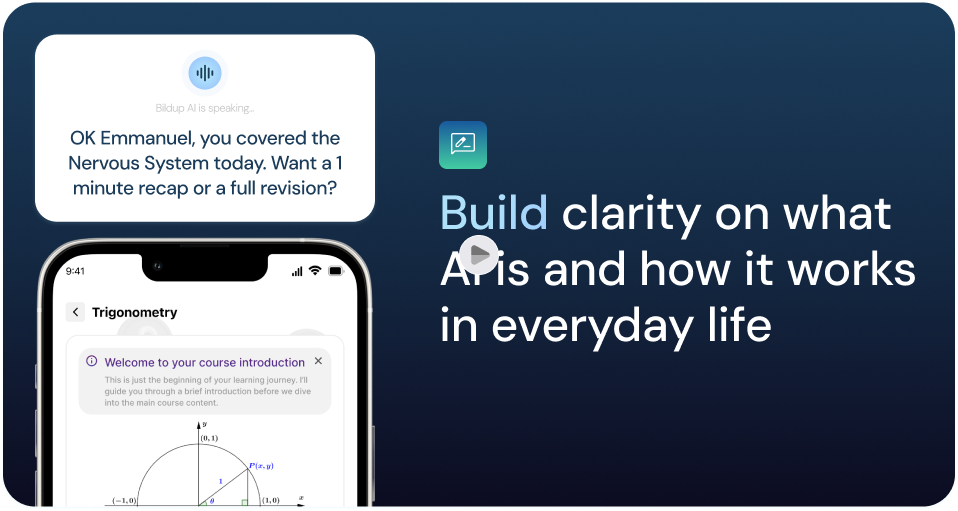 Bildup AI is speaking...
OK Emmanuel, you covered the
Nervous System today. Want a 1
minute recap or a full revision?
9:41
Trigonometry
Welcome to your course introduction
This is just the beginning of your learning journey. I'll
guide you through a brief introduction before we dive
into the main course content.
y
(0, 1)
P(x, y)
1
θ
(−1, 0)
(1, 0)
x
Build clarity on what
AI is and how it works
in everyday life